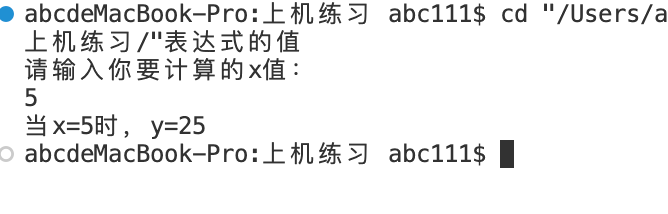 abcdeMacBook-Pro:上机练习 abc111$ cd "/Users/a
上机练习/"表达式的值
请输入你要计算的x值：
5
当x=5时，y=25
abcdeMacBook-Pro:上机练习 abc111$